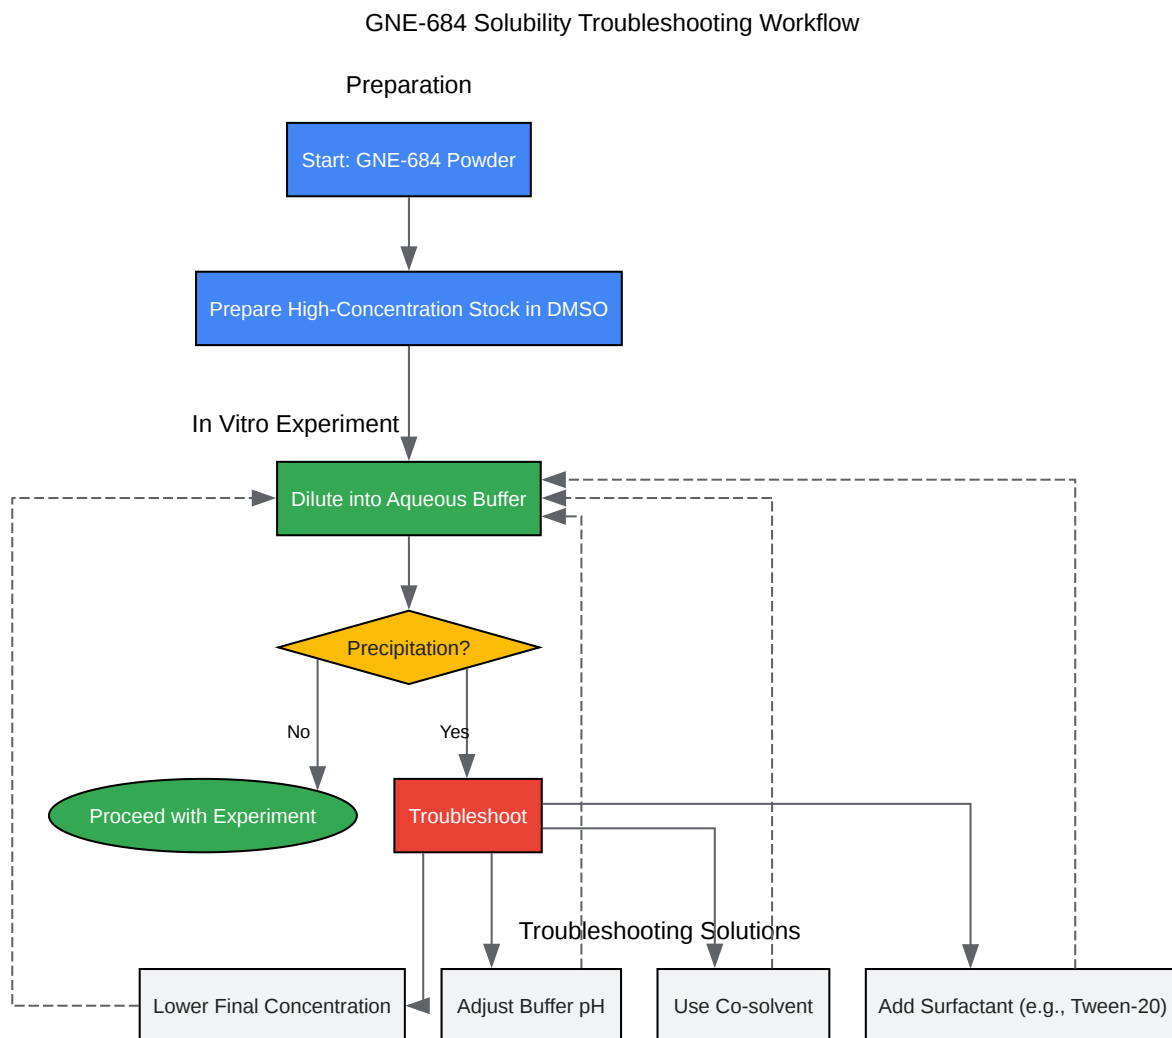 GNE-684 Solubility Troubleshooting Workflow
Preparation
Start: GNE-684 Powder
Prepare High-Concentration Stock in DMSO
In Vitro Experiment
Dilute into Aqueous Buffer
Precipitation?
No
Yes
Proceed with Experiment
Troubleshoot
Troubleshooting Solutions
Lower Final Concentration
Adjust Buffer pH
Use Co-solvent
Add Surfactant (e.g., Tween-20)